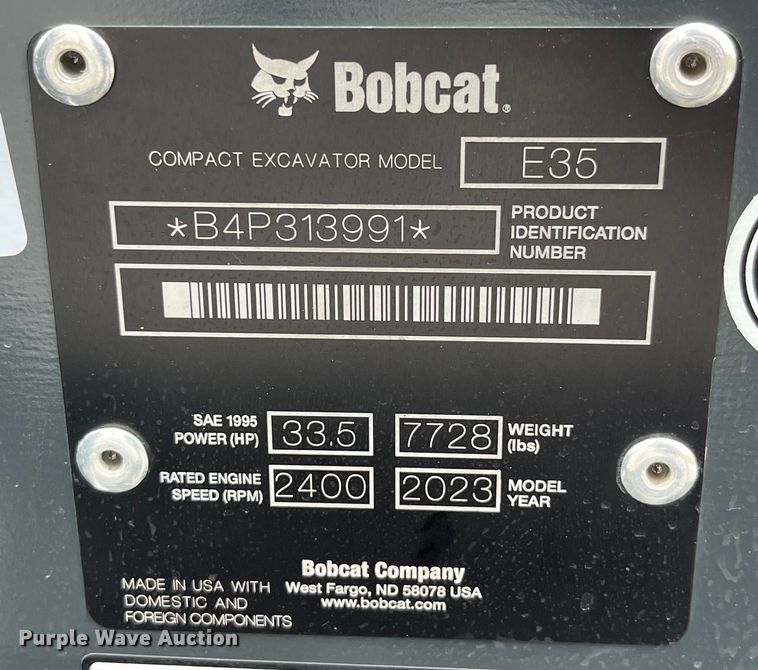 Bobcat.
COMPACT EXCAVATOR MODEL E35
*B4P313991*
PRODUCT
IDENTIFICATION
NUMBER
SAE 1995
POWER (HP) 33.5
7728 WEIGHT
(lbs)
RATED ENGINE
SPEED (RPM) 2400
2023 MODEL
YEAR
Bobcat Company
West Fargo, ND 58078 USA
www.bobcat.com
MADE IN USA WITH
DOMESTIC AND
FOREIGN COMPONENTS
Purple Wave Auction